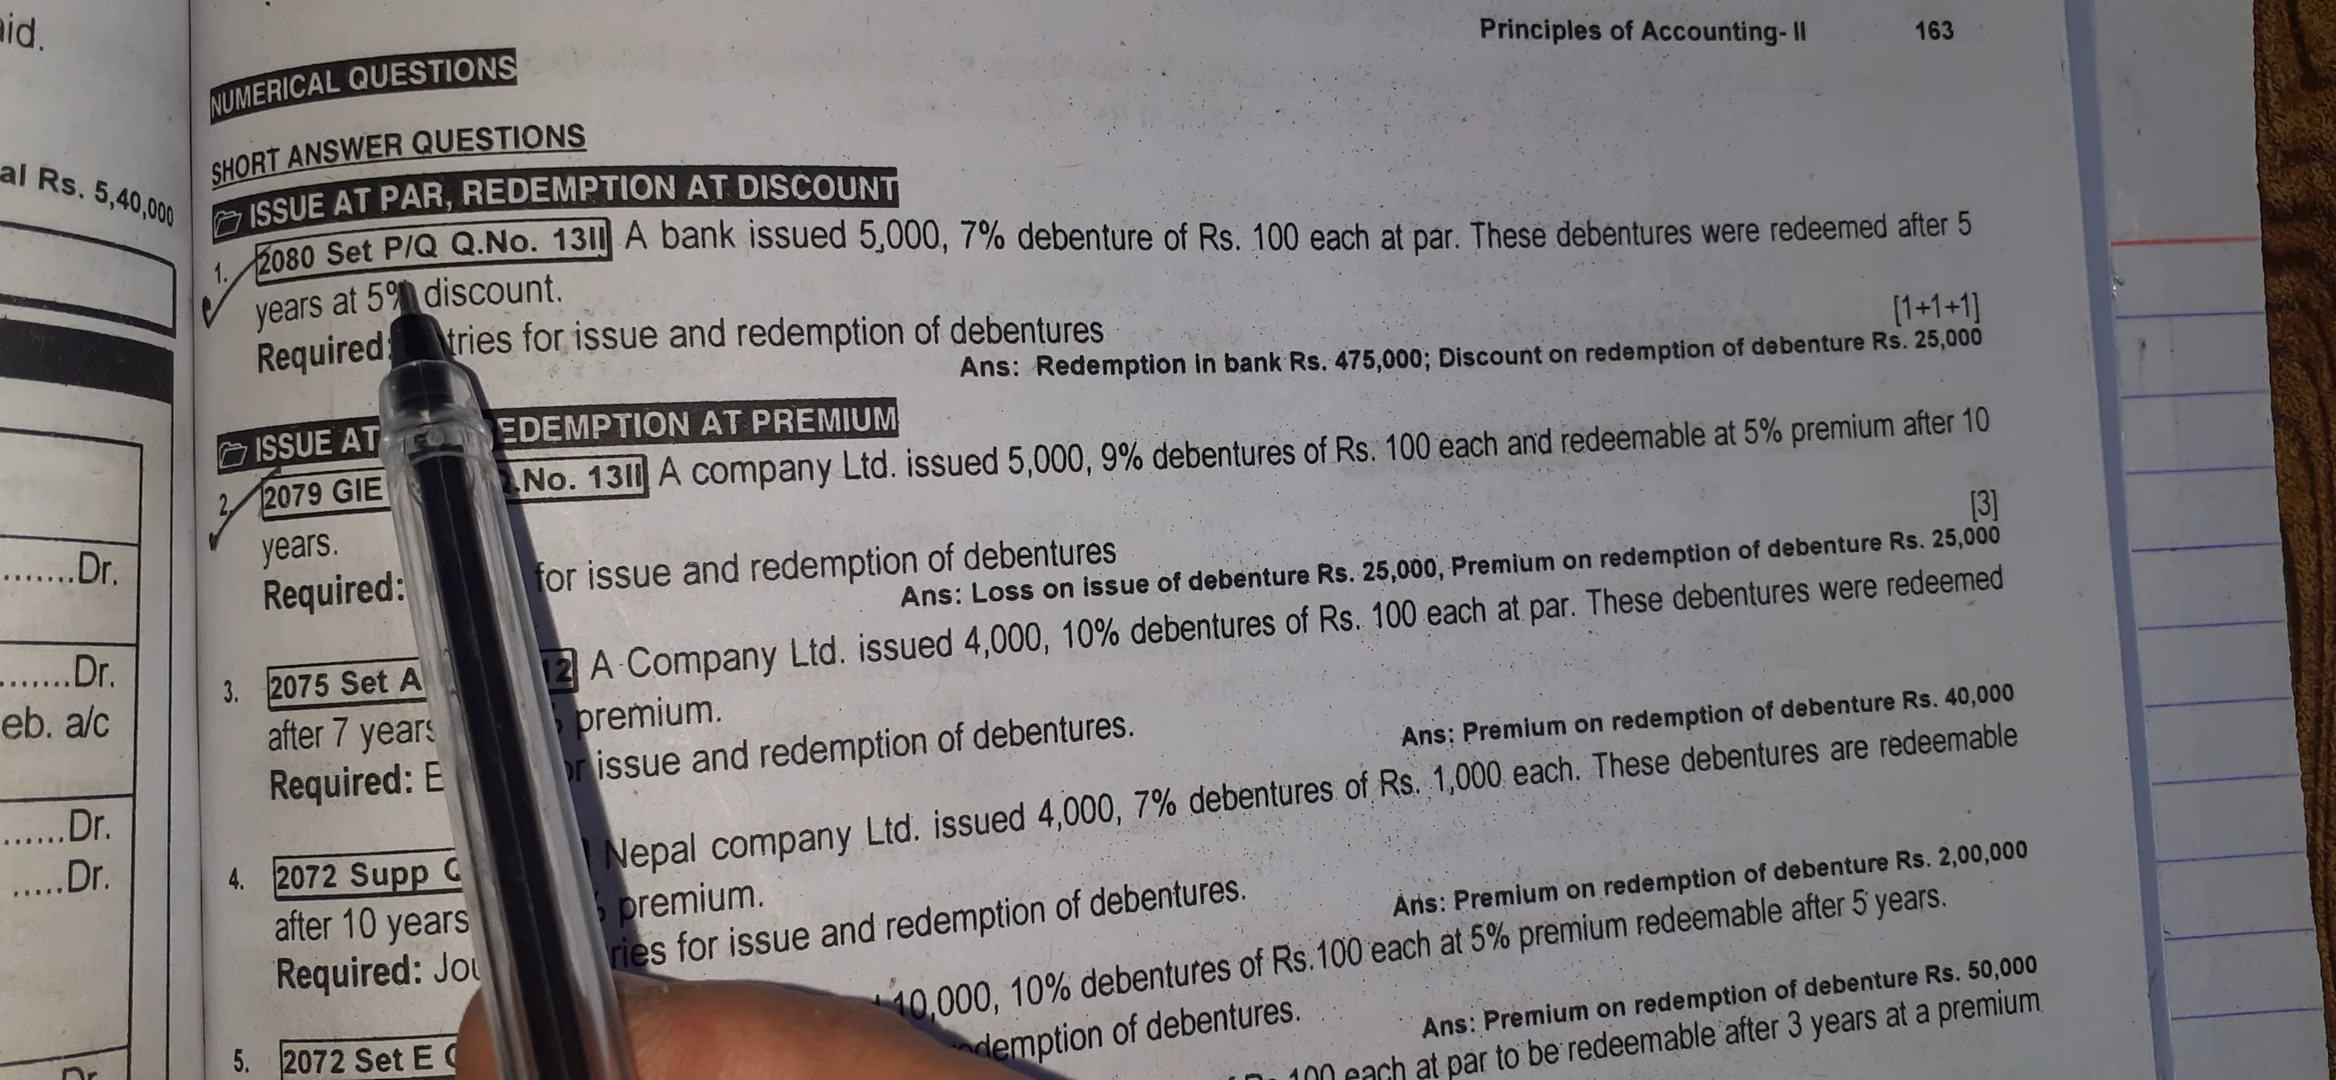 Principles of Accounting- II 163
NUMERICAL QUESTIONS
SHORT ANSWER QUESTIONS
ISSUE AT PAR, REDEMPTION AT DISCOUNT
1. 2080 Set P/Q Q.No. 13II A bank issued 5,000, 7% debenture of Rs. 100 each at par. These debentures were redeemed after 5
years at 5% discount.
[1+1+1]
Required: tries for issue and redemption of debentures
Ans: Redemption in bank Rs. 475,000; Discount on redemption of debenture Rs. 25,000
ISSUE AT EDEMPTION AT PREMIUM
2. 2079 GIE .No. 13II A company Ltd. issued 5,000, 9% debentures of Rs. 100 each and redeemable at 5% premium after 10
years.
[3]
Required: for issue and redemption of debentures
Ans: Loss on issue of debenture Rs. 25,000, Premium on redemption of debenture Rs. 25,000
3. 2075 Set A 12 A Company Ltd. issued 4,000, 10% debentures of Rs. 100 each at par. These debentures were redeemed
after 7 years premium.
Required: E or issue and redemption of debentures.
Ans: Premium on redemption of debenture Rs. 40,000
4. 2072 Supp Nepal company Ltd. issued 4,000, 7% debentures of Rs. 1,000 each. These debentures are redeemable
after 10 years premium.
Required: Jou ries for issue and redemption of debentures.
Ans: Premium on redemption of debenture Rs. 2,00,000
5. 2072 Set E 10,000, 10% debentures of Rs.100 each at 5% premium redeemable after 5 years.
demption of debentures.
Ans: Premium on redemption of debenture Rs. 50,000
100 each at par to be redeemable after 3 years at a premium
aid.
al Rs. 5,40,000
.......Dr.
.......Dr.
eb. a/c
......Dr.
.....Dr.
Dr